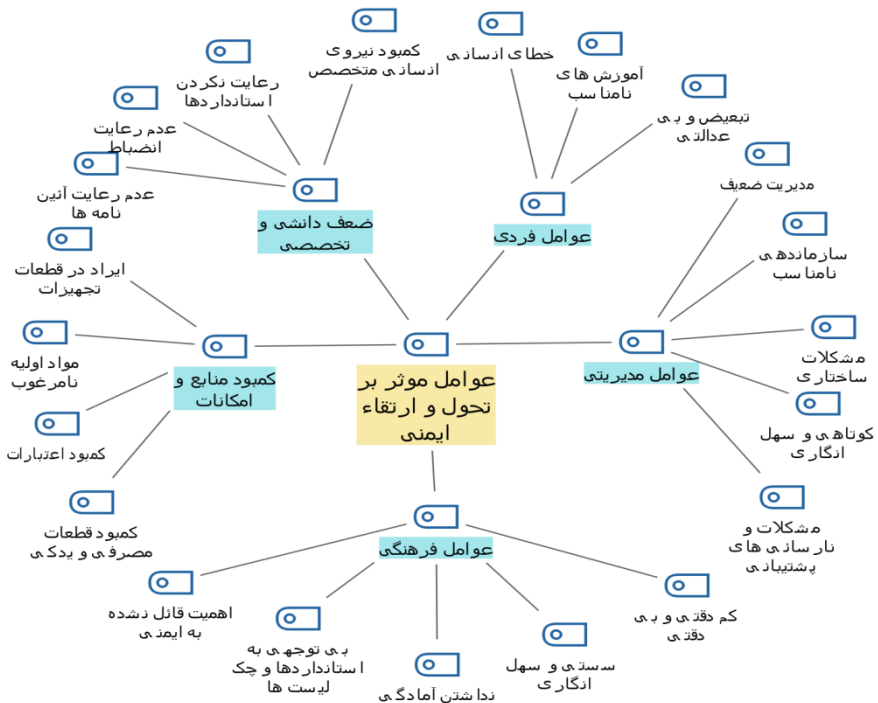 کمبود نیروی
انسانی متخصص
خطای انسانی
رعایت نکردن
استانداردها
آموزش های
نامناسب
عدم رعایت
انضباط
تبعیض و بی
عدالتی
عدم رعایت آئین
نامه ها
مدیریت ضعیف
ضعف دانشی و
تخصصی
عوامل فردی
ایراد در قطعات
تجهیزات
سازماندهی
نامناسب
مواد اولیه
نامرغوب
کمبود منابع و
امکانات
عوامل موثر بر
تحول و ارتقاء
ایمنی
عوامل مدیریتی
مشکلات
ساختاری
کمبود اعتبارات
کوتاهی و سهل
انگاری
کمبود قطعات
مصرفی و یدکی
عوامل فرهنگی
مشکلات و
نارسانی های
پشتیبانی
اهمیت قائل نشده
به ایمنی
بی توجهی به
استانداردها و چک
لیست ها
نداشتن آمادگی
سستی و سهل
انگاری
کم دقتی و بی
دقتی